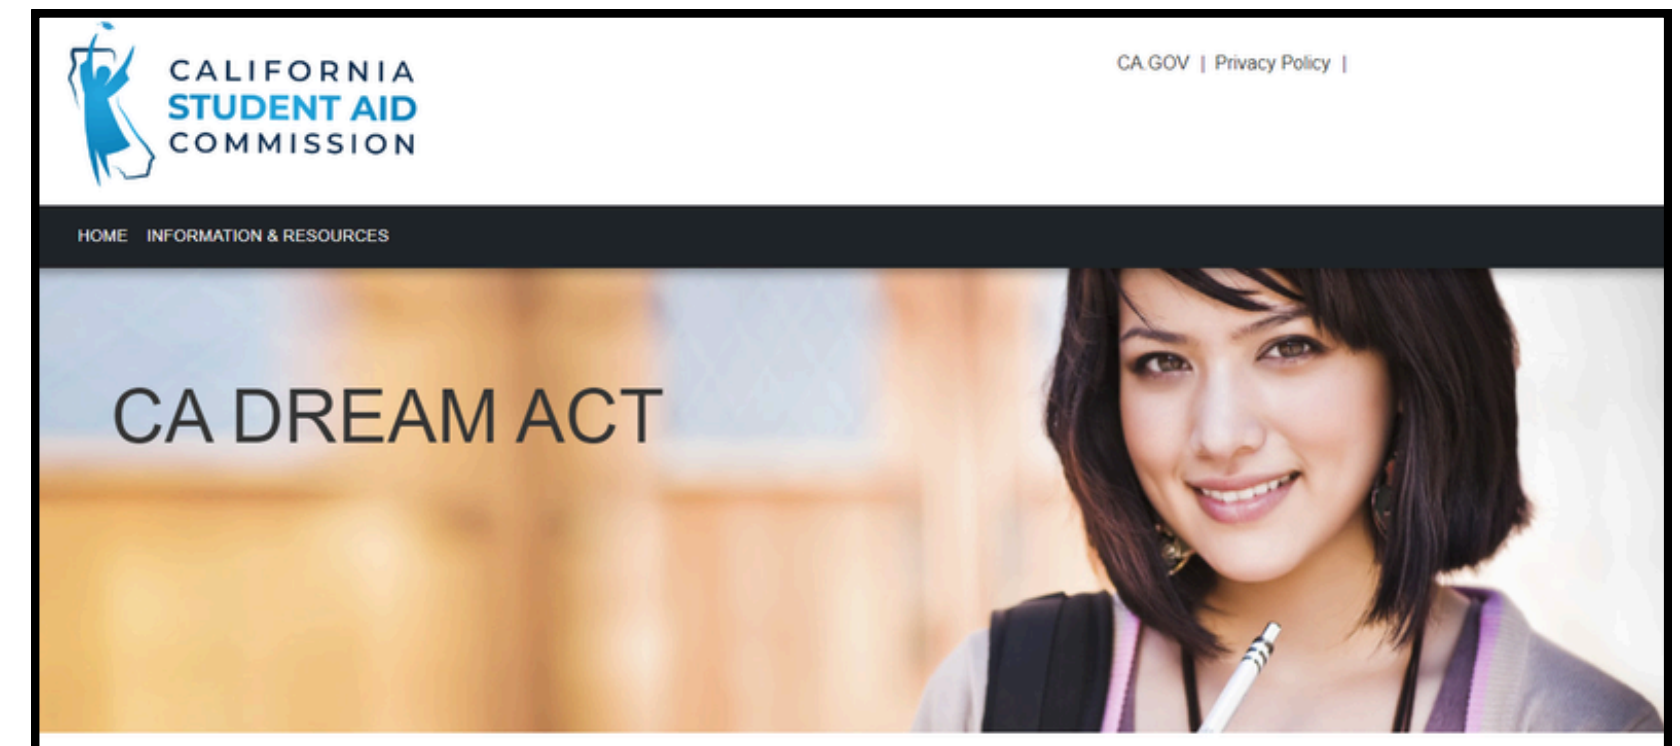 CALIFORNIA
STUDENT AID
COMMISSION
CA.GOV | Privacy Policy |
HOME INFORMATION & RESOURCES
CA DREAM ACT